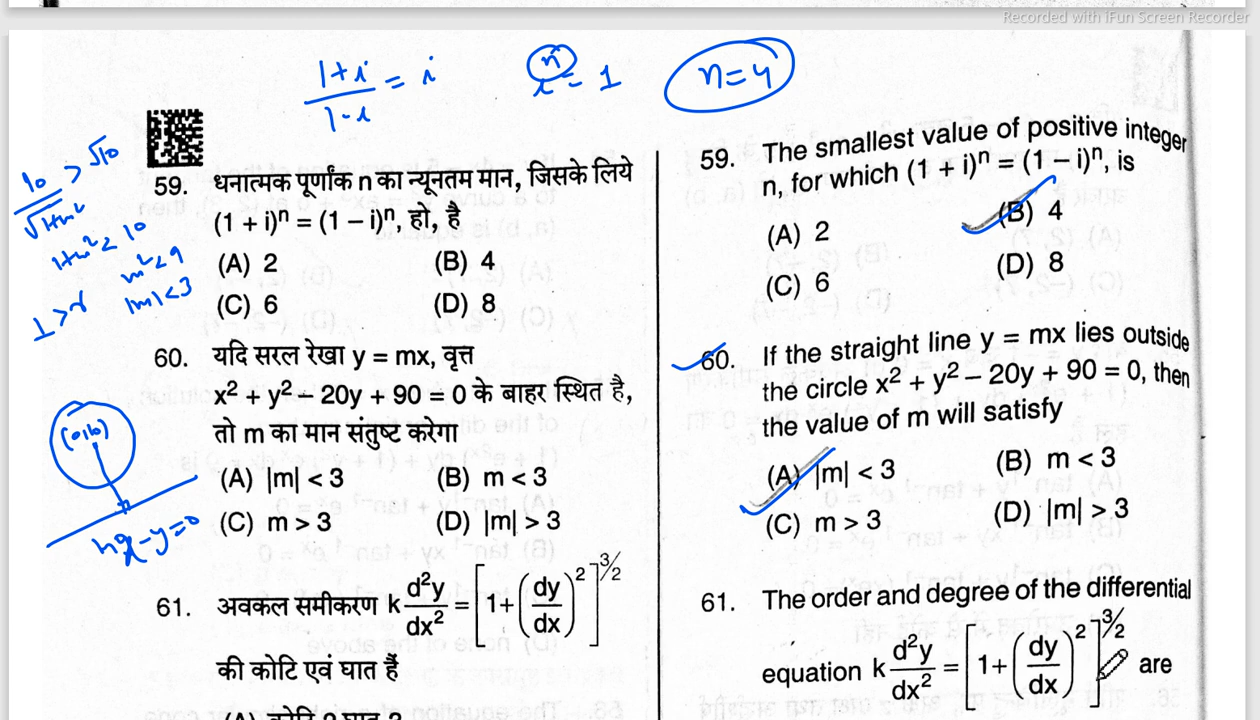 Recorded with iFun Screen Recorder
1+i/1-i = i
iⁿ = 1
n=4
10/√1+m² > √10
1+m² < 10
m² < 9
|m| < 3
⊥ > r
(0,10)
mx-y=0
59. धनात्मक पूर्णांक n का न्यूनतम मान, जिसके लिये
(1 + i)ⁿ = (1 − i)ⁿ, हो, है
(A) 2 (B) 4
(C) 6 (D) 8
60. यदि सरल रेखा y = mx, वृत्त
x² + y² − 20y + 90 = 0 के बाहर स्थित है,
तो m का मान संतुष्ट करेगा
(A) |m| < 3 (B) m < 3
(C) m > 3 (D) |m| > 3
61. अवकल समीकरण k d²y/dx² = [1+(dy/dx)²]^3/2
की कोटि एवं घात हैं
59. The smallest value of positive integer
n, for which (1 + i)ⁿ = (1 − i)ⁿ, is
(A) 2 (B) 4
(C) 6 (D) 8
60. If the straight line y = mx lies outside
the circle x² + y² − 20y + 90 = 0, then
the value of m will satisfy
(A) |m| < 3 (B) m < 3
(C) m > 3 (D) |m| > 3
61. The order and degree of the differential
equation k d²y/dx² = [1+(dy/dx)²]^3/2 are